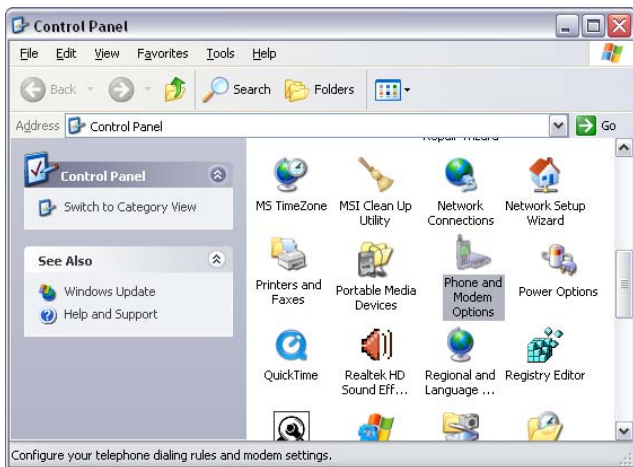 Control Panel
File Edit View Favorites Tools Help
Back Search Folders
Address Control Panel Go
Control Panel
Switch to Category View
See Also
Windows Update
Help and Support
Repair Wizard
MS TimeZone
MSI Clean Up
Utility
Network
Connections
Network Setup
Wizard
Printers and
Faxes
Portable Media
Devices
Phone and
Modem
Options
Power Options
QuickTime
Realtek HD
Sound Eff...
Regional and
Language ...
Registry Editor
Configure your telephone dialing rules and modem settings.